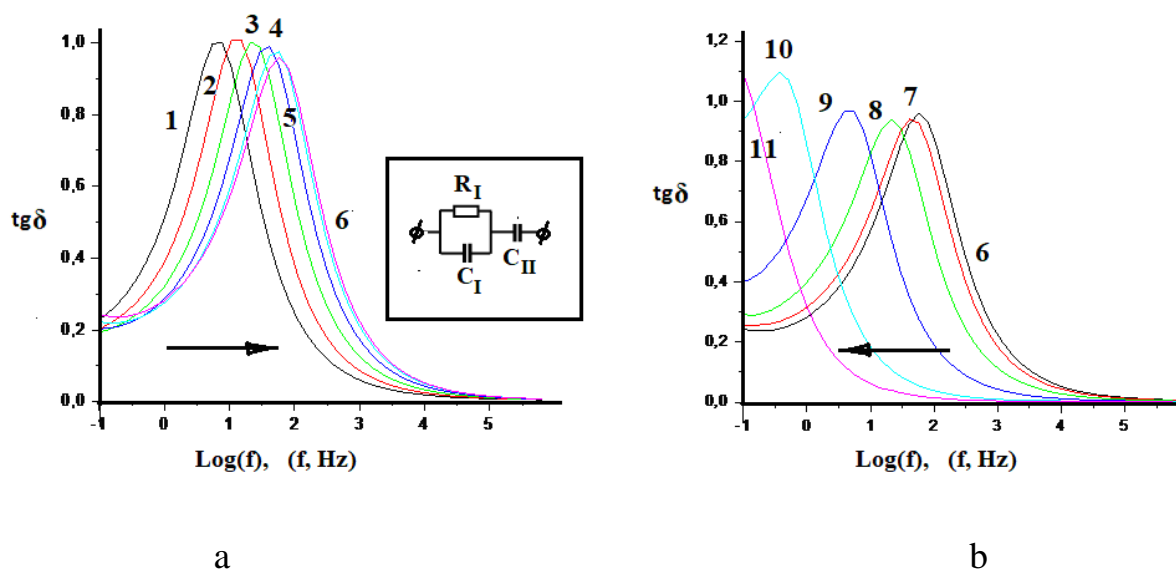 3 4
1,0
2
0,8
1
5
0.6
tgδ
6
0.4
0,2
0.0
-1 0 1 2 3 4 5
Log(f), (f, Hz)
R_I
C_I
C_II
a
1,2
10
9 8 7
1,0
11
0,8
tgδ
0,6
6
0,4
0,2
0,0
-1 0 1 2 3 4 5
Log(f), (f, Hz)
b